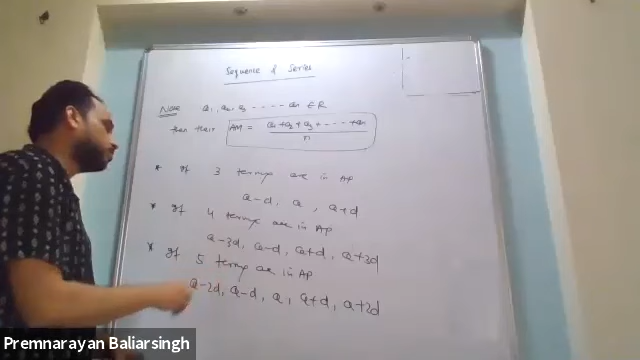 Sequence & Series
Note a₁, a₂, a₃ ----- aₙ ∈ R
then their AM = a₁ + a₂ + a₃ + ---- + aₙ
n
* If 3 terms are in AP
a-d, a, a+d
* If 4 terms are in AP
a-3d, a-d, a+d, a+3d
* If 5 terms are in AP
a-2d, a-d, a, a+d, a+2d
Premnarayan Baliarsingh